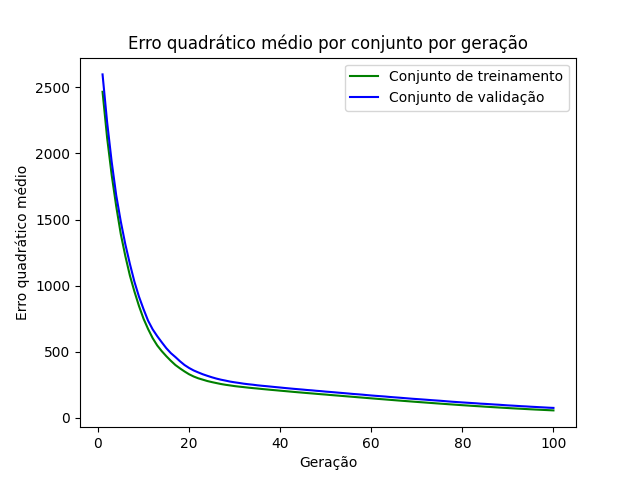 Erro quadrático médio por conjunto por geração
Conjunto de treinamento
Conjunto de validação
Erro quadrático médio
2500
2000
1500
1000
500
0
0 20 40 60 80 100
Geração